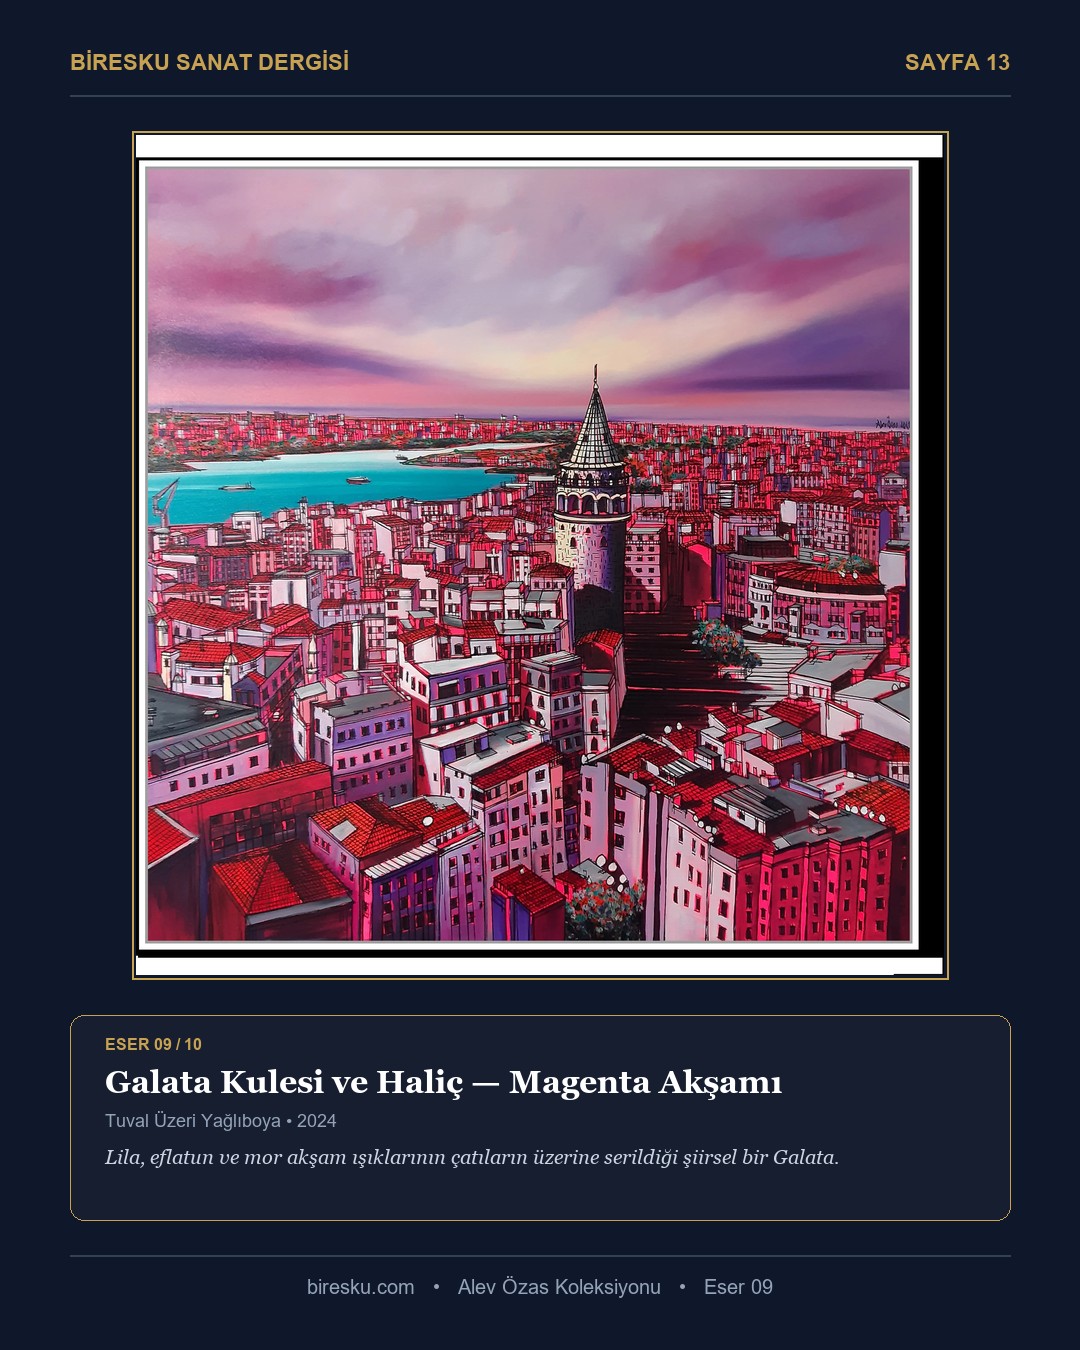 BİRESKU SANAT DERGİSİ
SAYFA 13
ESER 09 / 10
Galata Kulesi ve Haliç — Magenta Akşamı
Tuval Üzeri Yağlıboya • 2024
Lila, eflatun ve mor akşam ışıklarının çatıların üzerine serildiği şiirsel bir Galata.
biresku.com • Alev Özas Koleksiyonu • Eser 09